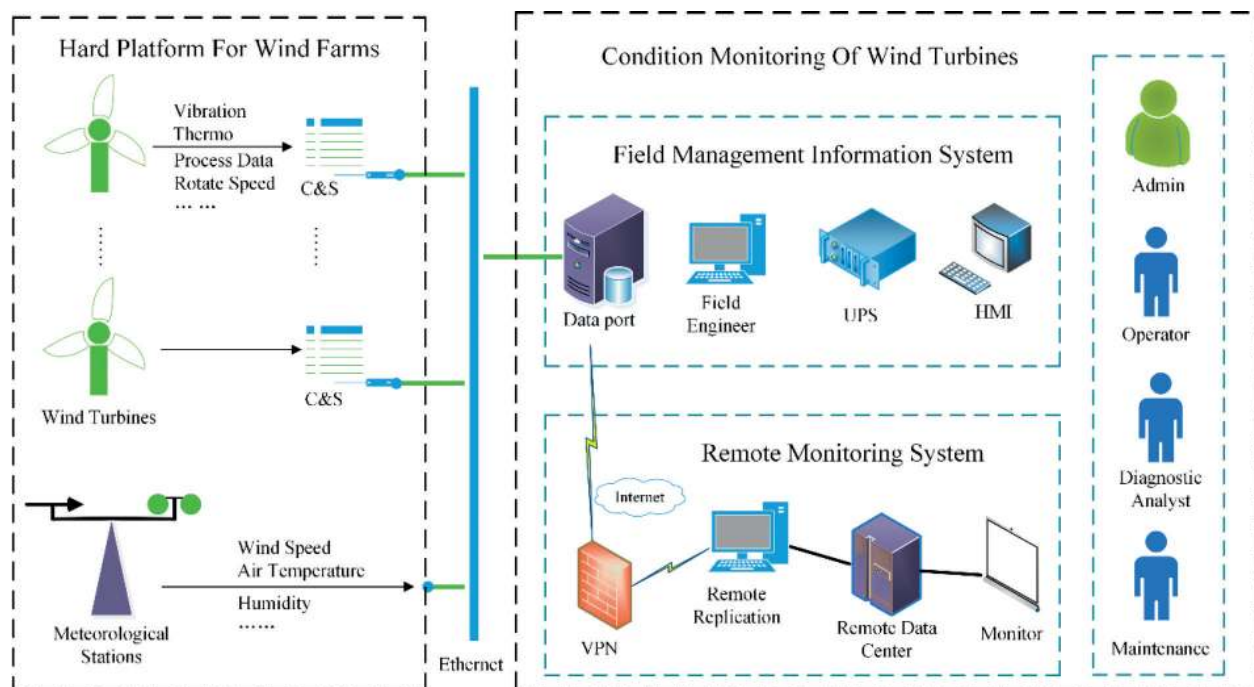 Hard Platform For Wind Farms
Vibration
Thermo
Process Data
Rotate Speed
... ...
C&S
C&S
Wind Turbines
Wind Speed
Air Temperature
Humidity
......
Meteorological
Stations
Ethernet
Condition Monitoring Of Wind Turbines
Field Management Information System
Data port
Field
Engineer
UPS
HMI
Remote Monitoring System
Internet
VPN
Remote
Replication
Remote Data
Center
Monitor
Admin
Operator
Diagnostic
Analyst
Maintenance